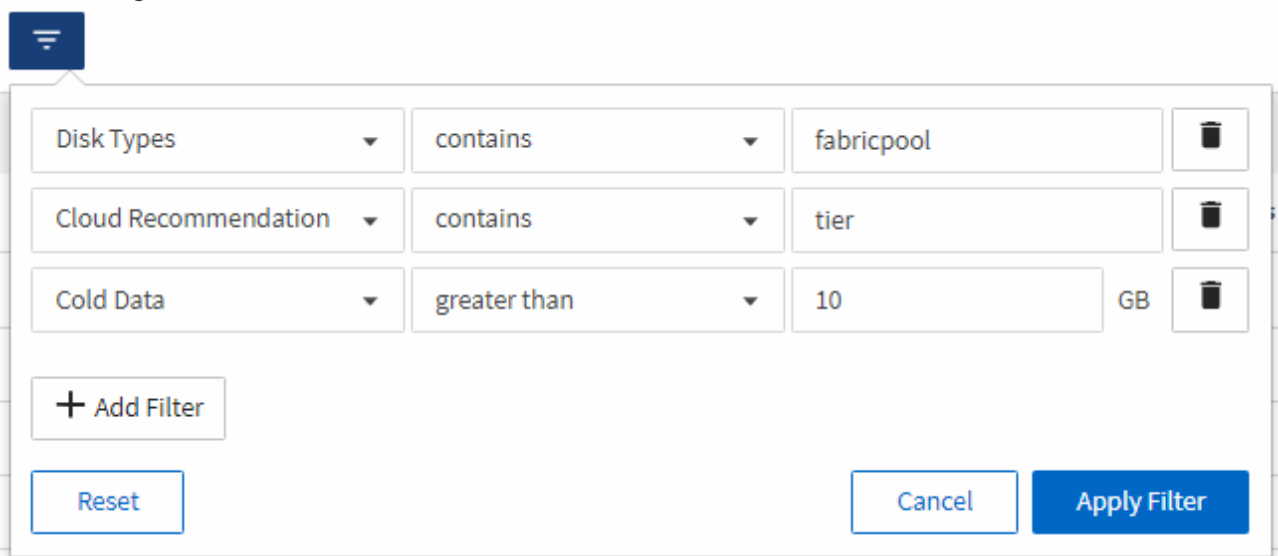 Disk Types contains fabricpool
Cloud Recommendation contains tier
Cold Data greater than 10 GB
+ Add Filter
Reset Cancel Apply Filter